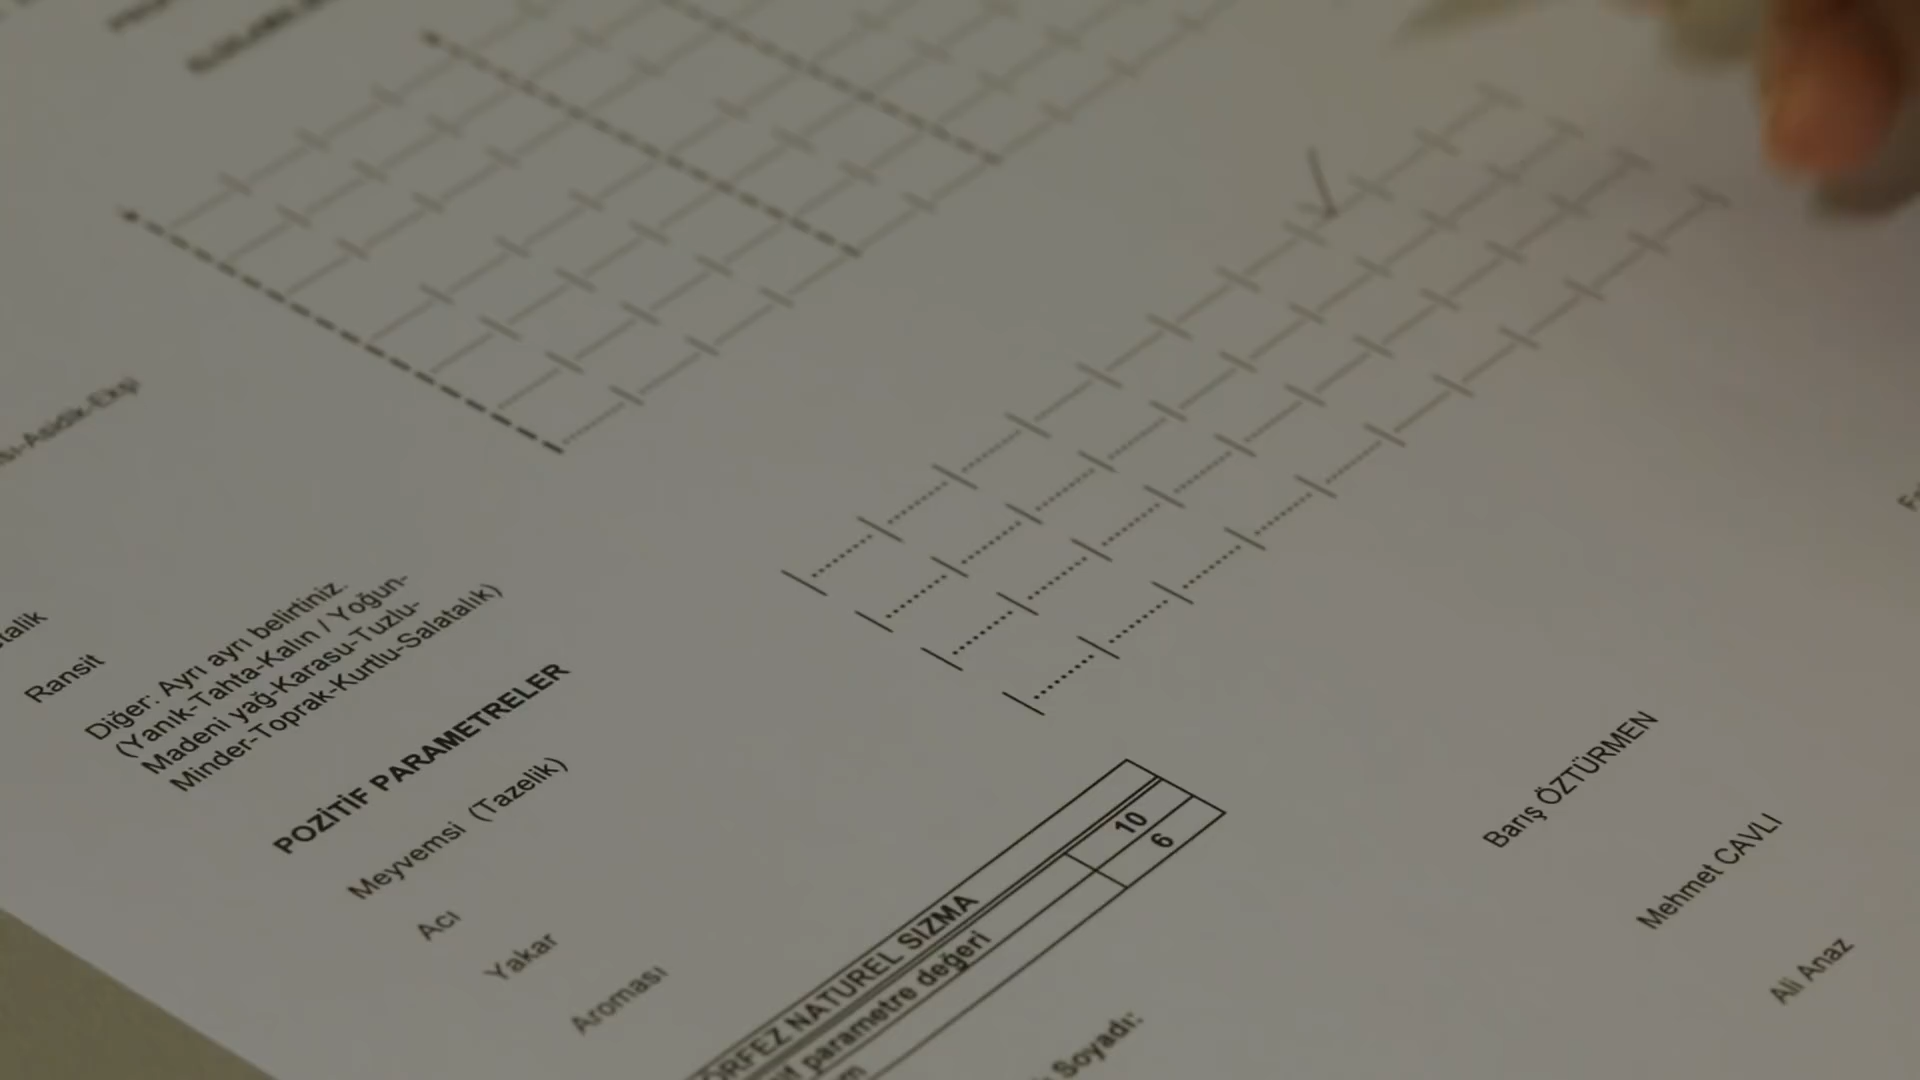 Asidik-Ekşi
Ransit
Diğer: Ayrı ayrı belirtiniz.
(Yanık-Tahta-Kalın / Yoğun-
Madeni yağ-Karasu-Tuzlu-
Minder-Toprak-Kurtlu-Salatalık)
POZİTİF PARAMETRELER
Meyvemsi (Tazelik)
Acı
Yakar
Aroması
NATUREL SIZMA
10
parametre değeri
6
Soyadı:
Barış ÖZTÜRMEN
Mehmet CAVLI
Ali Anaz